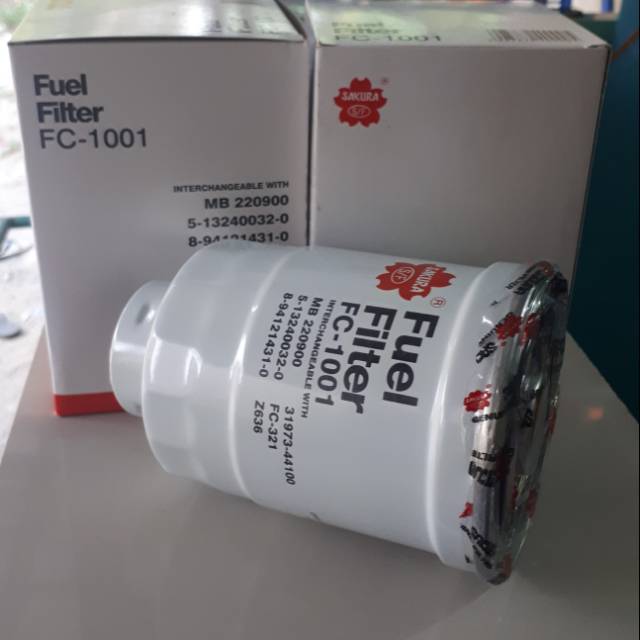 Fuel
Filter
FC-1001
INTERCHANGEABLE WITH
MB 220900
5-13240032-0
8-94121431-0
Fuel
Filter
FC-1001
SAKURA
S/F
®
SAKURA
S/F
®
Fuel
Filter
FC-1001
INTERCHANGEABLE WITH
MB 220900
5-13240032-0
8-94121431-0
31973-44100
FC-321
Z636